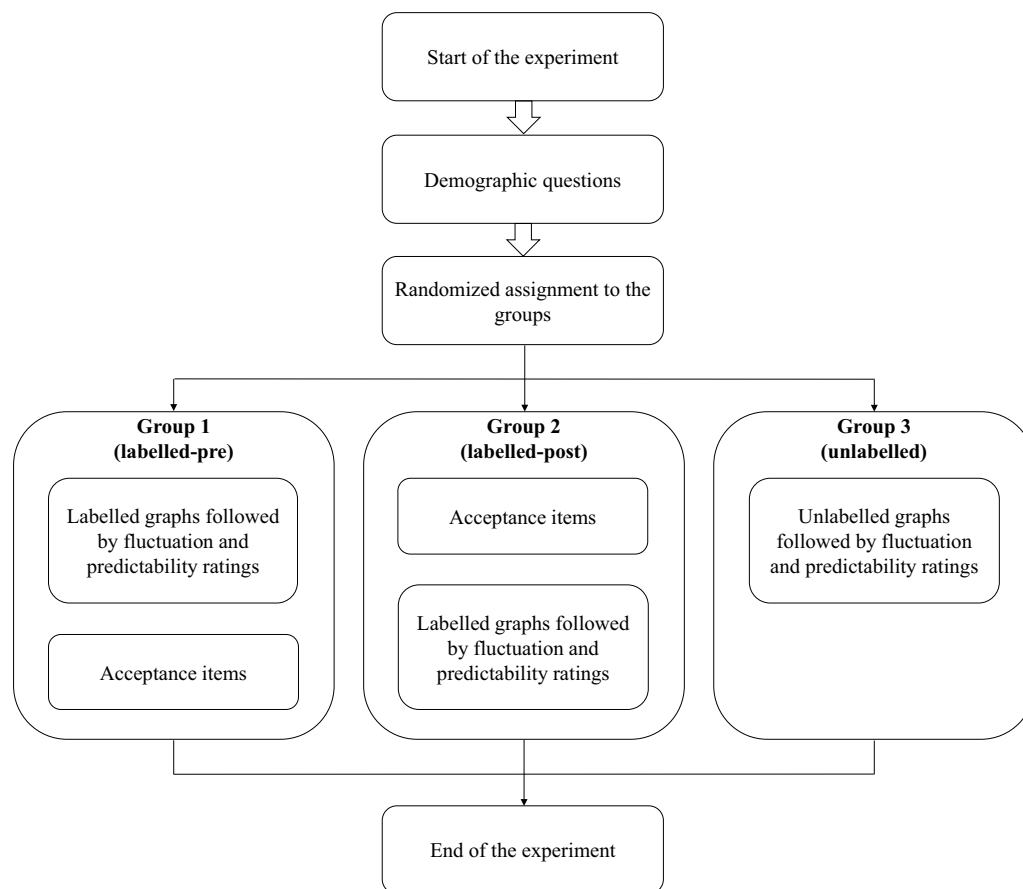 Start of the experiment
Demographic questions
Randomized assignment to the
groups
Group 1
(labelled-pre)
Labelled graphs followed
by fluctuation and
predictability ratings
Acceptance items
Group 2
(labelled-post)
Acceptance items
Labelled graphs followed
by fluctuation and
predictability ratings
Group 3
(unlabelled)
Unlabelled graphs
followed by fluctuation
and predictability ratings
End of the experiment